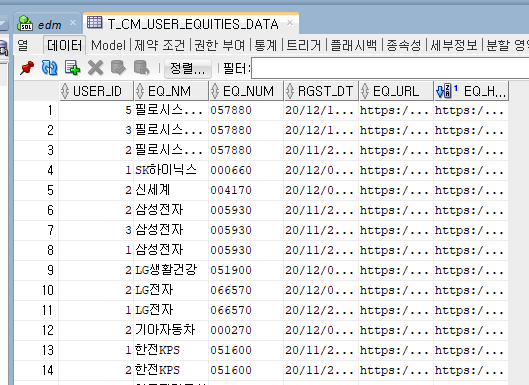 edm T_CM_USER_EQUITIES_DATA
열 데이터 Model 제약 조건 권한 부여 통계 트리거 플래시백 종속성 세부정보 분할 영
정렬... 필터:
USER_ID EQ_NM EQ_NUM RGST_DT EQ_URL 1 EQ_H...
1 5 필로시스... 057880 20/12/1... https:/... https:/...
2 3 필로시스... 057880 20/12/1... https:/... https:/...
3 2 필로시스... 057880 20/11/2... https:/... https:/...
4 1 SK하이닉스 000660 20/12/0... https:/... https:/...
5 2 신세계 004170 20/12/0... https:/... https:/...
6 2 삼성전자 005930 20/11/2... https:/... https:/...
7 3 삼성전자 005930 20/11/2... https:/... https:/...
8 1 삼성전자 005930 20/11/2... https:/... https:/...
9 2 LG생활건강 051900 20/12/0... https:/... https:/...
10 2 LG전자 066570 20/12/0... https:/... https:/...
11 1 LG전자 066570 20/12/2... https:/... https:/...
12 2 기아자동차 000270 20/12/0... https:/... https:/...
13 1 한전KPS 051600 20/11/2... https:/... https:/...
14 2 한전KPS 051600 20/11/2... https:/... https:/...